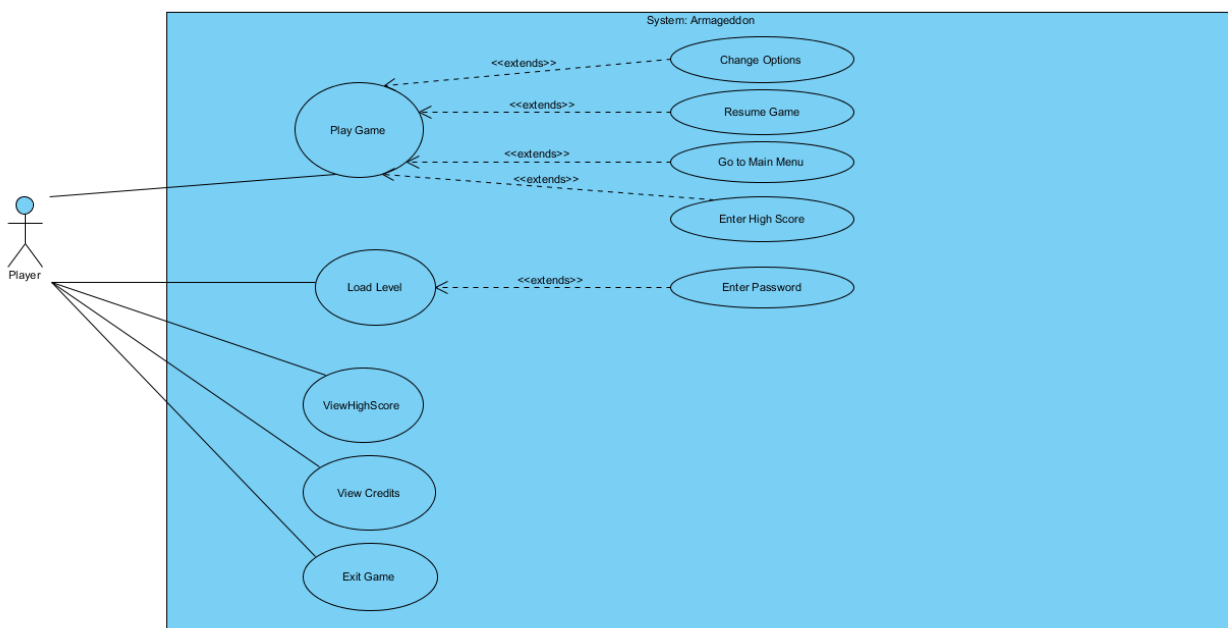 System: Armageddon
<<extends>>
Change Options
Play Game
<<extends>>
Resume Game
<<extends>>
Go to Main Menu
<<extends>>
Enter High Score
Player
Load Level
<<extends>>
Enter Password
ViewHighScore
View Credits
Exit Game